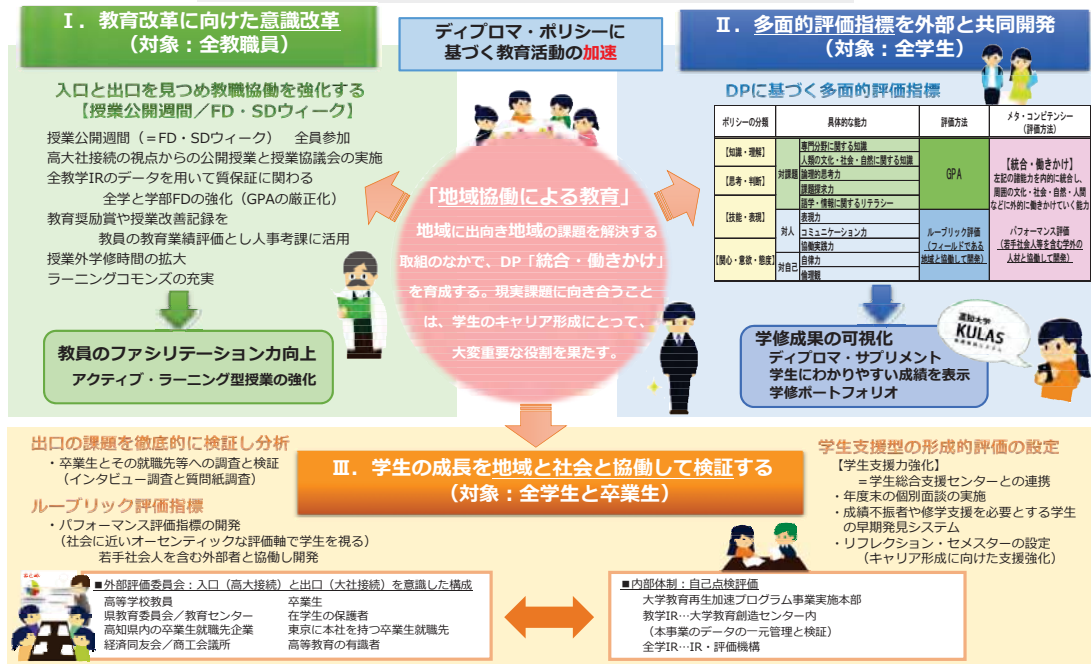 Ⅰ．教育改革に向けた意識改革
（対象：全教職員）
ディプロマ・ポリシーに
基づく教育活動の加速
Ⅱ．多面的評価指標を外部と共同開発
（対象：全学生）
入口と出口を見つめ教職協働を強化する
【授業公開週間／FD・SDウィーク】
授業公開週間（＝FD・SDウィーク） 全員参加
高大社接続の視点からの公開授業と授業協議会の実施
全教学IRのデータを用いて質保証に関わる
全学と学部FDの強化（GPAの厳正化）
教育奨励賞や授業改善記録を
教員の教育業績評価とし人事考課に活用
授業外学修時間の拡大
ラーニングコモンズの充実
教員のファシリテーション力向上
アクティブ・ラーニング型授業の強化
「地域協働による教育」
地域に出向き地域の課題を解決する
取組のなかで、DP「統合・働きかけ」
を育成する。現実課題に向き合うこと
は、学生のキャリア形成にとって、
大変重要な役割を果たす。
DPに基づく多面的評価指標
ポリシーの分類 具体的な能力 評価方法 メタ・コンピテンシー
（評価方法）
【知識・理解】
【思考・判断】
【技能・表現】
【関心・意欲・態度】
対課題
対人
対自己
専門分野に関する知識
人類の文化・社会・自然に関する知識
論理的思考力
課題探求力
語学・情報に関するリテラシー
表現力
コミュニケーション力
協働実践力
自律力
倫理観
GPA
ルーブリック評価
（フィールドである
地域と協働して開発）
【統合・働きかけ】
左記の諸能力を内的に統合し、
周囲の文化・社会・自然・人間
などに外的に働きかけていく能力
パフォーマンス評価
（若手社会人等を含む学外の
人材と協働して開発）
学修成果の可視化
ディプロマ・サプリメント
学生にわかりやすい成績を表示
学修ポートフォリオ
高知大学
KULAS
出口の課題を徹底的に検証し分析
・卒業生とその就職先等への調査と検証
（インタビュー調査と質問紙調査）
ルーブリック評価指標
・パフォーマンス評価指標の開発
（社会に近いオーセンティックな評価軸で学生を視る）
若手社会人を含む外部者と協働し開発
Ⅲ．学生の成長を地域と社会と協働して検証する
（対象：全学生と卒業生）
学生支援型の形成的評価の設定
【学生支援力強化】
＝学生総合支援センターとの連携
・年度末の個別面談の実施
・成績不振者や修学支援を必要とする学生
の早期発見システム
・リフレクション・セメスターの設定
（キャリア形成に向けた支援強化）
■外部評価委員会：入口（高大接続）と出口（大社接続）を意識した構成
高等学校教員 卒業生
県教育委員会／教育センター 在学生の保護者
高知県内の卒業生就職先企業 東京に本社を持つ卒業生就職先
経済同友会／商工会議所 高等教育の有識者
■内部体制：自己点検評価
大学教育再生加速プログラム事業実施本部
教学IR…大学教育創造センター内
（本事業のデータの一元管理と検証）
全学IR…IR・評価機構